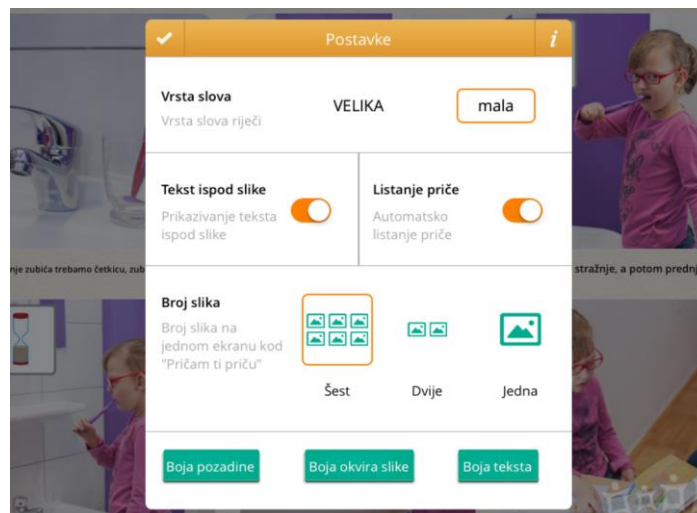 Postavke
i
Vrsta slova
Vrsta slova riječi
VELIKA
mala
Tekst ispod slike
Prikazivanje teksta
ispod slike
Listanje priče
Automatsko
listanje priče
nje zubića trebamo četkicu, zub
stražnje, a potom prednj
Broj slika
Broj slika na
jednom ekranu kod
"Pričam ti priču"
Šest
Dvije
Jedna
Boja pozadine
Boja okvira slike
Boja teksta